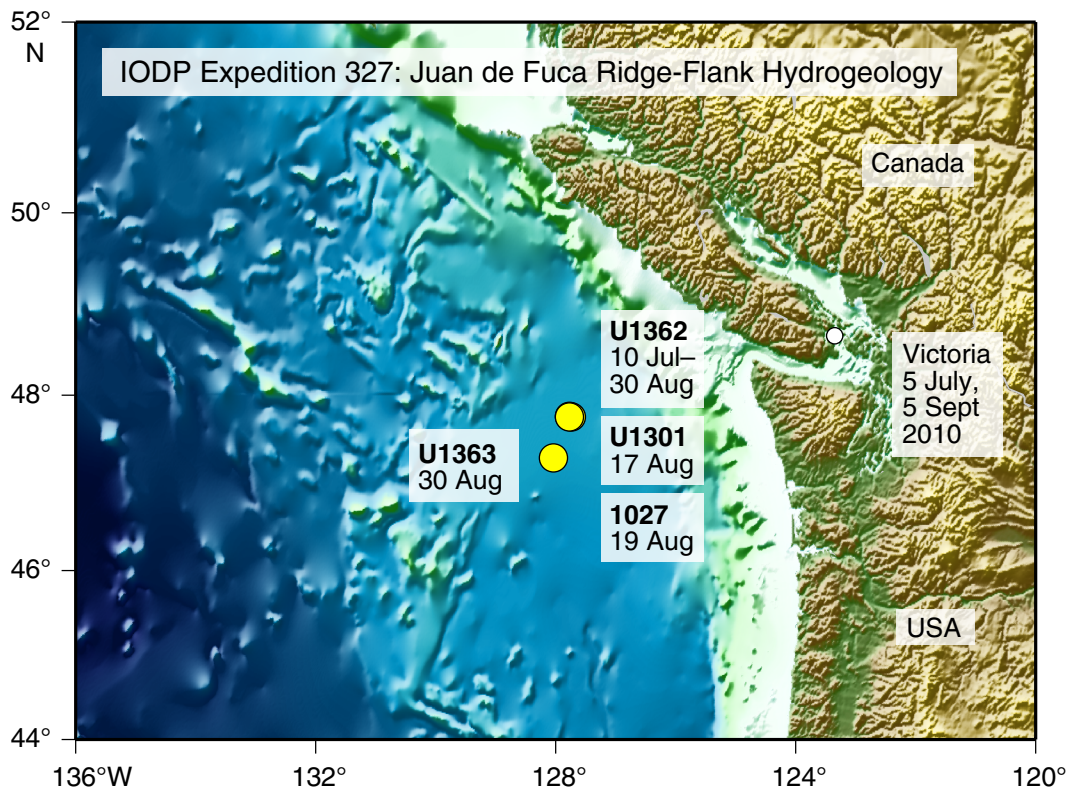 52°
N
IODP Expedition 327: Juan de Fuca Ridge-Flank Hydrogeology
Canada
50°
U1362
10 Jul–
30 Aug
Victoria
5 July,
5 Sept
2010
48°
U1301
17 Aug
U1363
30 Aug
1027
19 Aug
46°
USA
44°
136°W
132°
128°
124°
120°